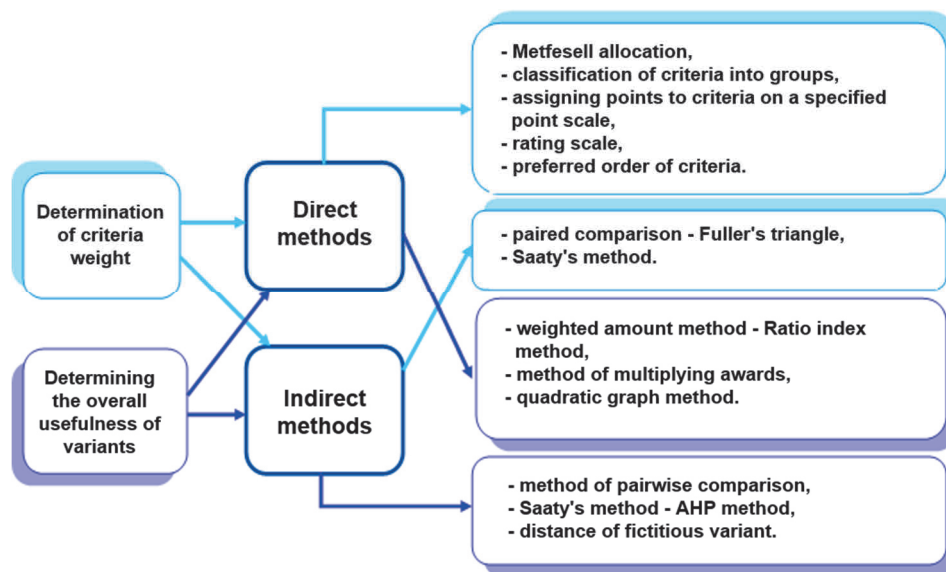 - Metfesell allocation,
- classification of criteria into groups,
- assigning points to criteria on a specified
point scale,
- rating scale,
- preferred order of criteria.
Determination
of criteria
weight
Direct
methods
- paired comparison - Fuller's triangle,
- Saaty's method.
- weighted amount method - Ratio index
method,
- method of multiplying awards,
- quadratic graph method.
Determining
the overall
usefulness of
variants
Indirect
methods
- method of pairwise comparison,
- Saaty's method - AHP method,
- distance of fictitious variant.